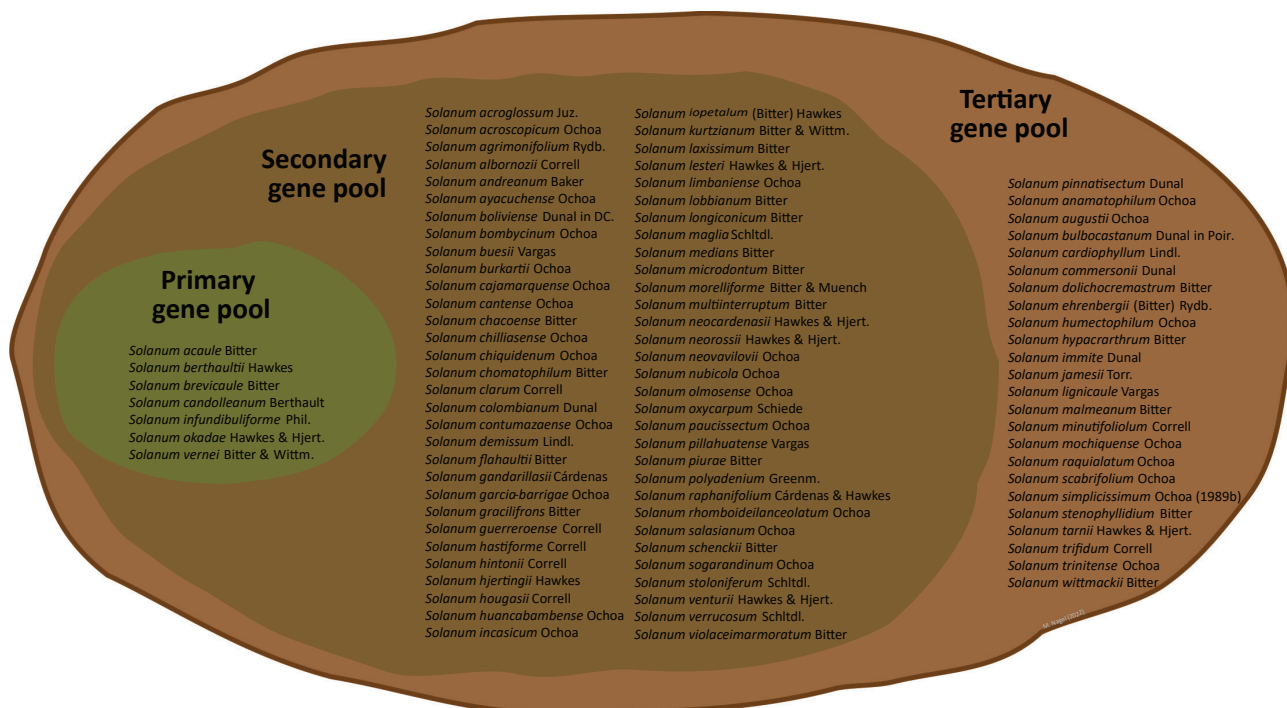 Primary
gene pool
Solanum acaule Bitter
Solanum berthaultii Hawkes
Solanum brevicaule Bitter
Solanum candolleanum Berthault
Solanum infundibuliforme Phil.
Solanum okadae Hawkes & Hjert.
Solanum vernei Bitter & Wittm.
Secondary
gene pool
Solanum acroglossum Juz.
Solanum acroscopicum Ochoa
Solanum agrimonifolium Rydb.
Solanum albornozii Correll
Solanum andreanum Baker
Solanum ayacuchense Ochoa
Solanum boliviense Dunal in DC.
Solanum bombycinum Ochoa
Solanum buesii Vargas
Solanum burkartii Ochoa
Solanum cajamarquense Ochoa
Solanum cantense Ochoa
Solanum chacoense Bitter
Solanum chilliasense Ochoa
Solanum chiquidenum Ochoa
Solanum chomatophilum Bitter
Solanum clarum Correll
Solanum colombianum Dunal
Solanum contumazaense Ochoa
Solanum demissum Lindl.
Solanum flahaultii Bitter
Solanum gandarillasii Cárdenas
Solanum garcia-barrigae Ochoa
Solanum gracilifrons Bitter
Solanum guerreroense Correll
Solanum hastiforme Correll
Solanum hintonii Correll
Solanum hjertingii Hawkes
Solanum hougasii Correll
Solanum huancabambense Ochoa
Solanum incasicum Ochoa
Solanum iopetalum (Bitter) Hawkes
Solanum kurtzianum Bitter & Wittm.
Solanum laxissimum Bitter
Solanum lesteri Hawkes & Hjert.
Solanum limbaniense Ochoa
Solanum lobbianum Bitter
Solanum longiconicum Bitter
Solanum maglia Schltdl.
Solanum medians Bitter
Solanum microdontum Bitter
Solanum morelliforme Bitter & Muench
Solanum multiinterruptum Bitter
Solanum neocardenasii Hawkes & Hjert.
Solanum neorossii Hawkes & Hjert.
Solanum neovavilovii Ochoa
Solanum nubicola Ochoa
Solanum olmosense Ochoa
Solanum oxycarpum Schiede
Solanum paucissectum Ochoa
Solanum pillahuatense Vargas
Solanum piurae Bitter
Solanum polyadenium Greenm.
Solanum raphanifolium Cárdenas & Hawkes
Solanum rhomboideilanceolatum Ochoa
Solanum salasianum Ochoa
Solanum schenckii Bitter
Solanum sogarandinum Ochoa
Solanum stoloniferum Schltdl.
Solanum venturii Hawkes & Hjert.
Solanum verrucosum Schltdl.
Solanum violaceimarmoratum Bitter
Tertiary
gene pool
Solanum pinnatisectum Dunal
Solanum anamatophilum Ochoa
Solanum augustii Ochoa
Solanum bulbocastanum Dunal in Poir.
Solanum cardiophyllum Lindl.
Solanum commersonii Dunal
Solanum dolichocremastrum Bitter
Solanum ehrenbergii (Bitter) Rydb.
Solanum humectophilum Ochoa
Solanum hypacrarthrum Bitter
Solanum immite Dunal
Solanum jamesii Torr.
Solanum lignicaule Vargas
Solanum malmeanum Bitter
Solanum minutifoliolum Correll
Solanum mochiquense Ochoa
Solanum raquialatum Ochoa
Solanum scabrifolium Ochoa
Solanum simplicissimum Ochoa (1989b)
Solanum stenophyllidium Bitter
Solanum tarnii Hawkes & Hjert.
Solanum trifidum Correll
Solanum trinitense Ochoa
Solanum wittmackii Bitter
M. Nagel (2022)